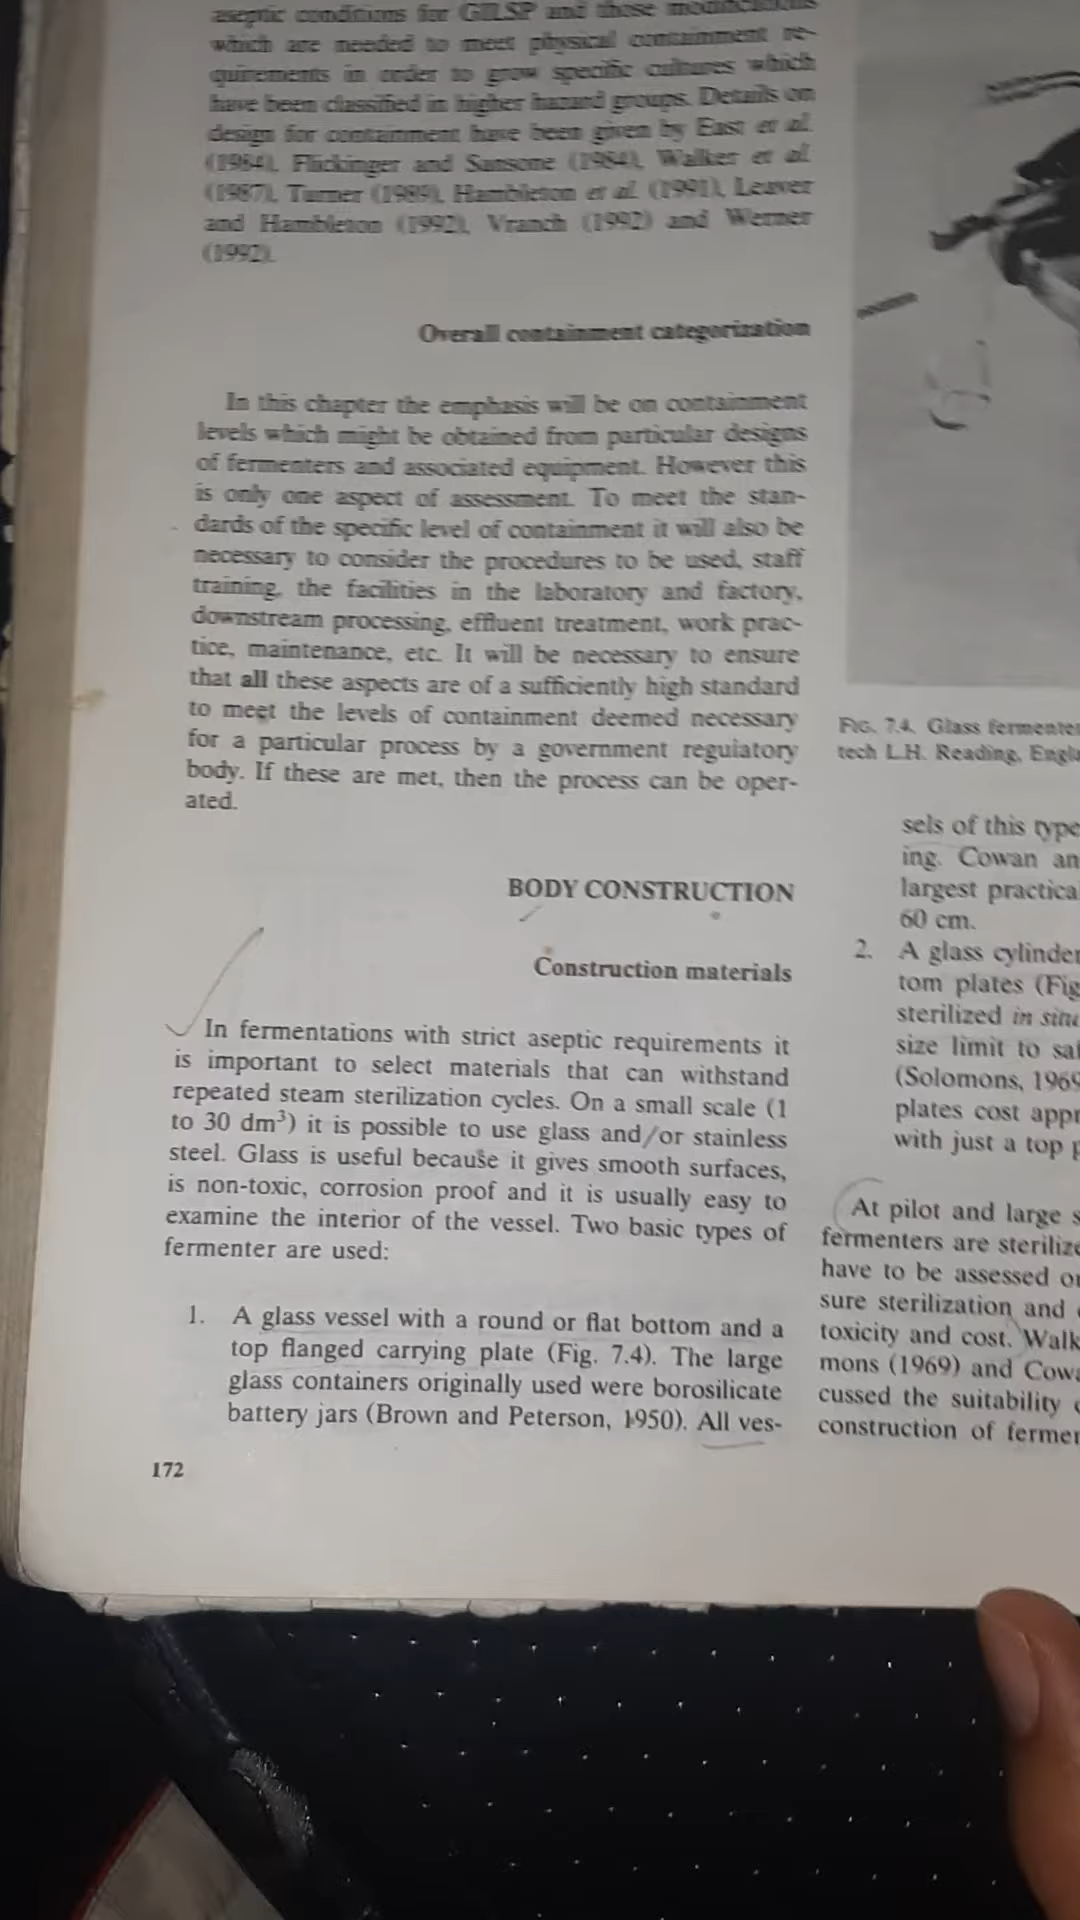 aseptic conditions for GILSP and those modifications
which are needed to meet physical containment re-
quirements in order to grow specific cultures which
have been classified in higher hazard groups. Details on
design for containment have been given by East et al.
(1984), Flickinger and Sansone (1984), Walker et al.
(1987), Turner (1989), Hambleton et al. (1991), Leaver
and Hambleton (1992), Vranch (1992) and Werner
(1992).
Overall containment categorization
In this chapter the emphasis will be on containment
levels which might be obtained from particular designs
of fermenters and associated equipment. However this
is only one aspect of assessment. To meet the stan-
dards of the specific level of containment it will also be
necessary to consider the procedures to be used, staff
training, the facilities in the laboratory and factory,
downstream processing, effluent treatment, work prac-
tice, maintenance, etc. It will be necessary to ensure
that all these aspects are of a sufficiently high standard
to meet the levels of containment deemed necessary
for a particular process by a government regulatory
body. If these are met, then the process can be oper-
ated.
BODY CONSTRUCTION
Construction materials
In fermentations with strict aseptic requirements it
is important to select materials that can withstand
repeated steam sterilization cycles. On a small scale (1
to 30 dm³) it is possible to use glass and/or stainless
steel. Glass is useful because it gives smooth surfaces,
is non-toxic, corrosion proof and it is usually easy to
examine the interior of the vessel. Two basic types of
fermenter are used:
1. A glass vessel with a round or flat bottom and a
top flanged carrying plate (Fig. 7.4). The large
glass containers originally used were borosilicate
battery jars (Brown and Peterson, 1950). All ves-
172
FIG. 7.4. Glass fermenter
tech L.H. Reading, Engla
sels of this type
ing. Cowan an
largest practica
60 cm.
2. A glass cylinder
tom plates (Fig
sterilized in situ
size limit to saf
(Solomons, 1969
plates cost appr
with just a top p
At pilot and large s
fermenters are sterilize
have to be assessed on
sure sterilization and
toxicity and cost. Walk
mons (1969) and Cowa
cussed the suitability
construction of fermen